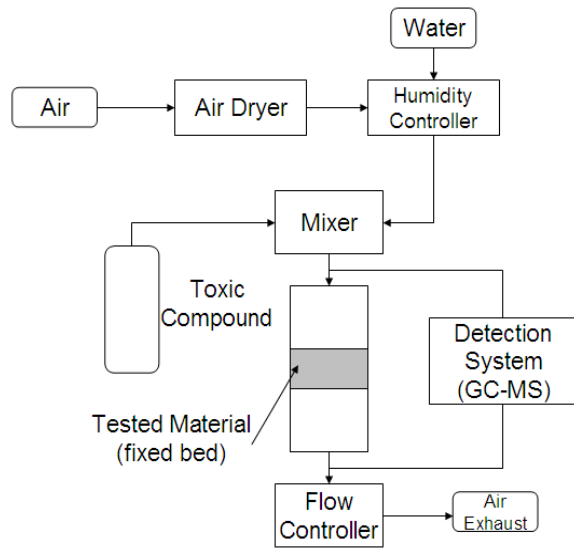 Water
Air
Air Dryer
Humidity
Controller
Mixer
Toxic
Compound
Detection
System
(GC-MS)
Tested Material
(fixed bed)
Flow
Controller
Air
Exhaust